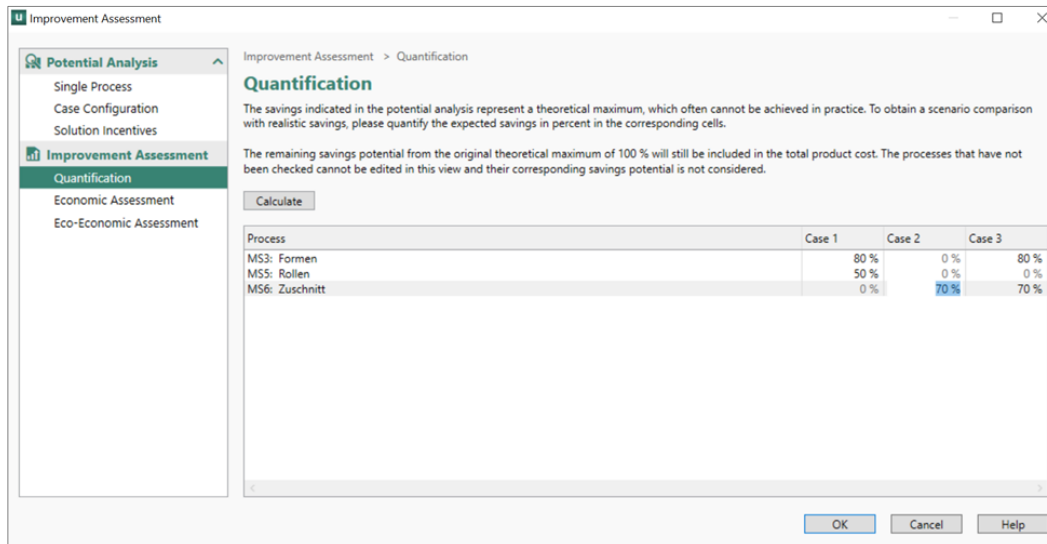 Improvement Assessment
Potential Analysis
Single Process
Case Configuration
Solution Incentives
Improvement Assessment
Quantification
Economic Assessment
Eco-Economic Assessment
Improvement Assessment > Quantification
Quantification
The savings indicated in the potential analysis represent a theoretical maximum, which often cannot be achieved in practice. To obtain a scenario comparison
with realistic savings, please quantify the expected savings in percent in the corresponding cells.
The remaining savings potential from the original theoretical maximum of 100 % will still be included in the total product cost. The processes that have not
been checked cannot be edited in this view and their corresponding savings potential is not considered.
Calculate
Process Case 1 Case 2 Case 3
MS3: Formen 80 % 0 % 80 %
MS5: Rollen 50 % 0 % 0 %
MS6: Zuschnitt 0 % 70 % 70 %
OK Cancel Help